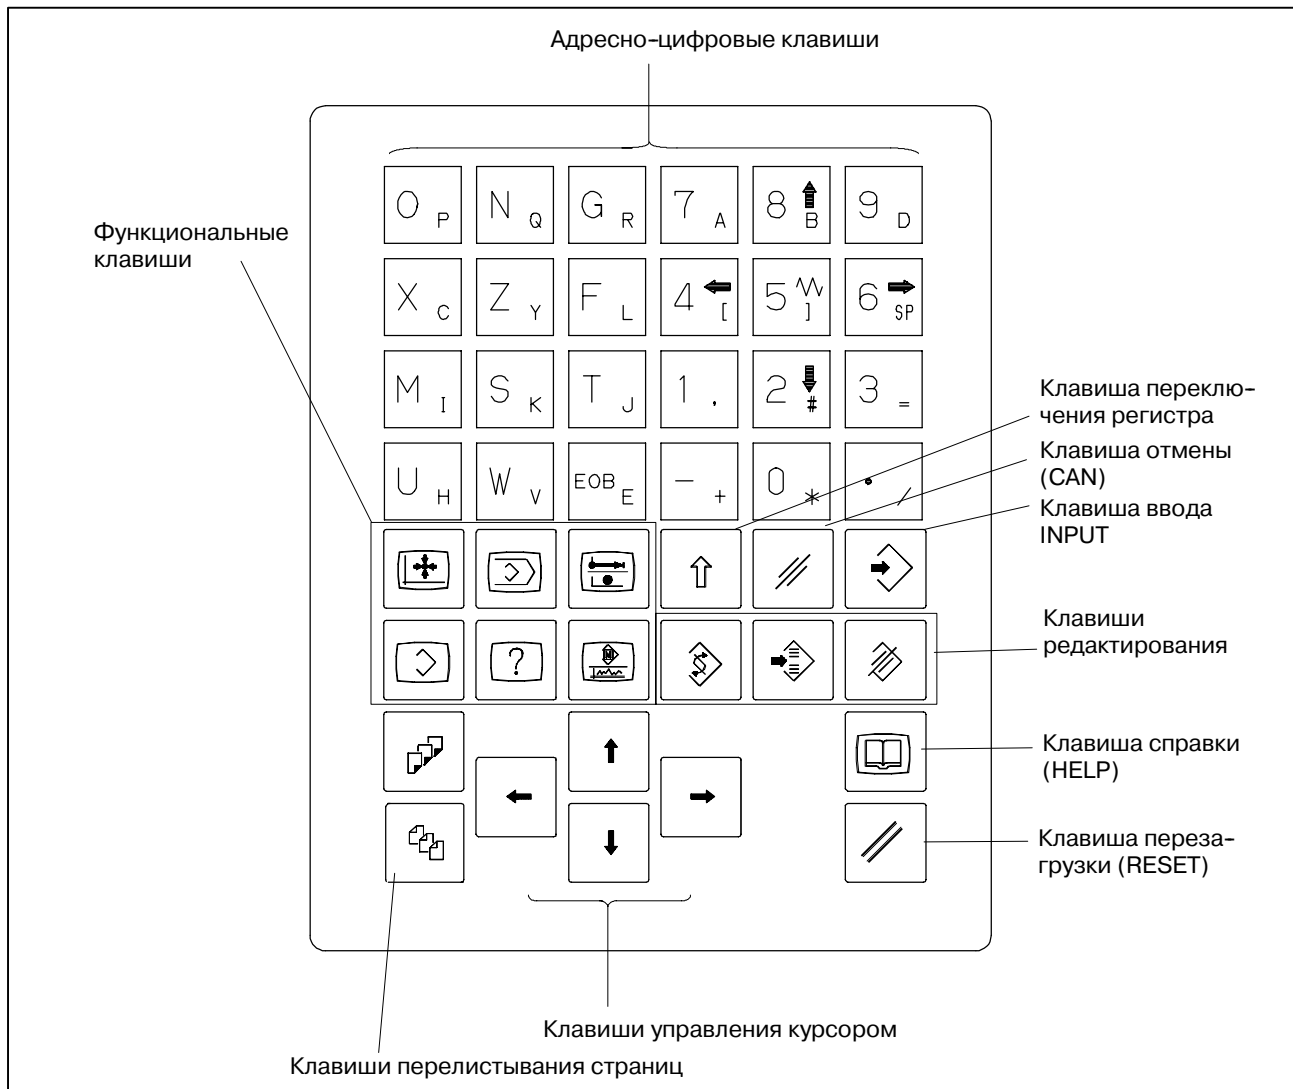 Адресно-цифровые клавиши
Функциональные
клавиши
O P N Q G R 7 A 8 B 9 D
X C Z Y F L 4 [ 5 ] 6 SP
M I S K T J 1 , 2 # 3 =
U H W V EOB E - + 0 * . /
?
M
Клавиша переклю-
чения регистра
Клавиша отмены
(CAN)
Клавиша ввода
INPUT
Клавиши
редактирования
Клавиша справки
(HELP)
Клавиша переза-
грузки (RESET)
Клавиши управления курсором
Клавиши перелистывания страниц